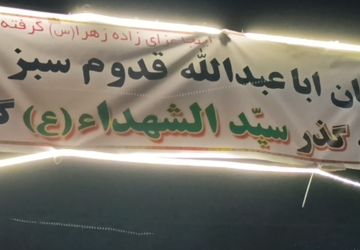 زاده زهرا(س) گرفته
ان اباعبدالله قدوم سبز
گذر سیّد الشهداء(ع)